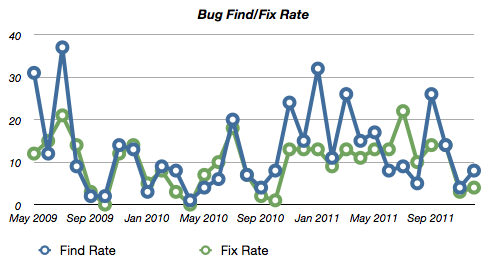 Bug Find/Fix Rate
40
30
20
10
0
May 2009 Sep 2009 Jan 2010 May 2010 Sep 2010 Jan 2011 May 2011 Sep 2011
Find Rate Fix Rate